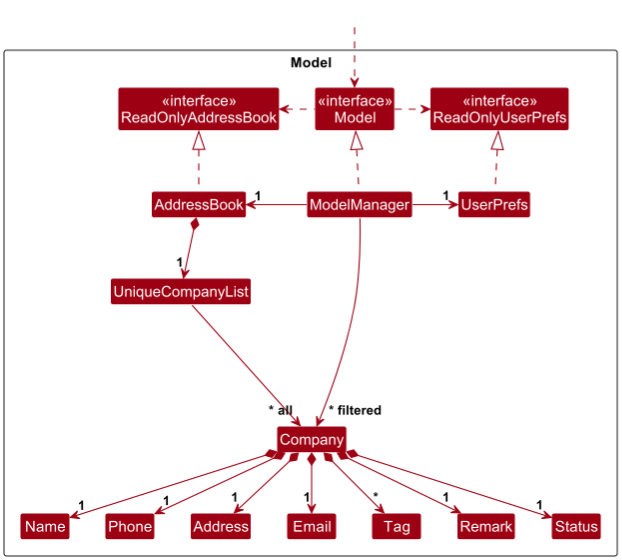 Model
«interface»
ReadOnlyAddressBook
«interface»
Model
«interface»
ReadOnlyUserPrefs
AddressBook
1
ModelManager
1
UserPrefs
1
UniqueCompanyList
* all
* filtered
Company
1
1
1
1
*
1
1
Name
Phone
Address
Email
Tag
Remark
Status